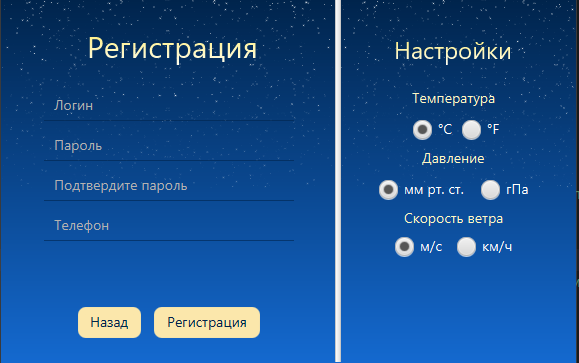 Регистрация
Логин
Пароль
Подтвердите пароль
Телефон
Назад Регистрация
Настройки
Температура
°C °F
Давление
мм рт. ст. гПа
Скорость ветра
м/с км/ч